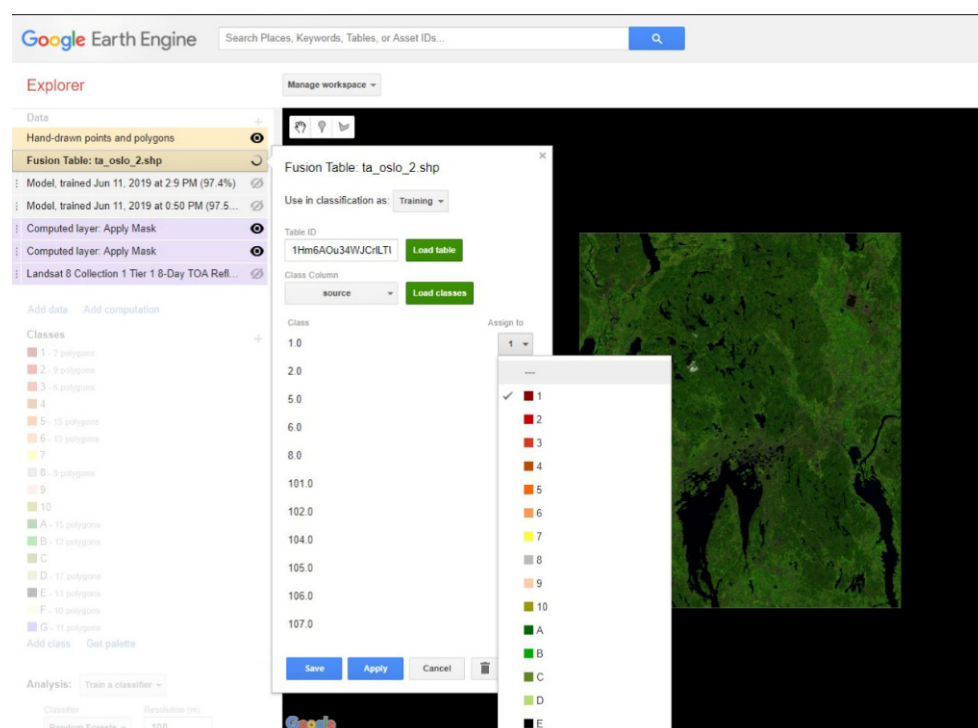 Google Earth Engine
Search Places, Keywords, Tables, or Asset IDs...
Explorer
Manage workspace
Data
Hand-drawn points and polygons
Fusion Table: ta_oslo_2.shp
Model, trained Jun 11, 2019 at 2:9 PM (97.4%)
Model, trained Jun 11, 2019 at 0:50 PM (97.5...
Computed layer: Apply Mask
Computed layer: Apply Mask
Landsat 8 Collection 1 Tier 1 8-Day TOA Refl...
Add data Add computation
Classes
1 - 2 polygons
2 - 9 polygons
3 - 6 polygons
4
5 - 15 polygons
6 - 13 polygons
7
8 - 8 polygons
9
10
A - 15 polygons
B - 12 polygons
C
D - 17 polygons
E - 13 polygons
F - 10 polygons
G - 11 polygons
Add class Get palette
Analysis: Train a classifier
Classifier Resolution (m)
Random Forests 100
Fusion Table: ta_oslo_2.shp
Use in classification as: Training
Table ID
Load table
Class Column
source Load classes
Class Assign to
1.0 1
2.0
5.0
6.0
8.0
101.0
102.0
104.0
105.0
106.0
107.0
Save Apply Cancel
---
1
2
3
4
5
6
7
8
9
10
A
B
C
D
E
Google